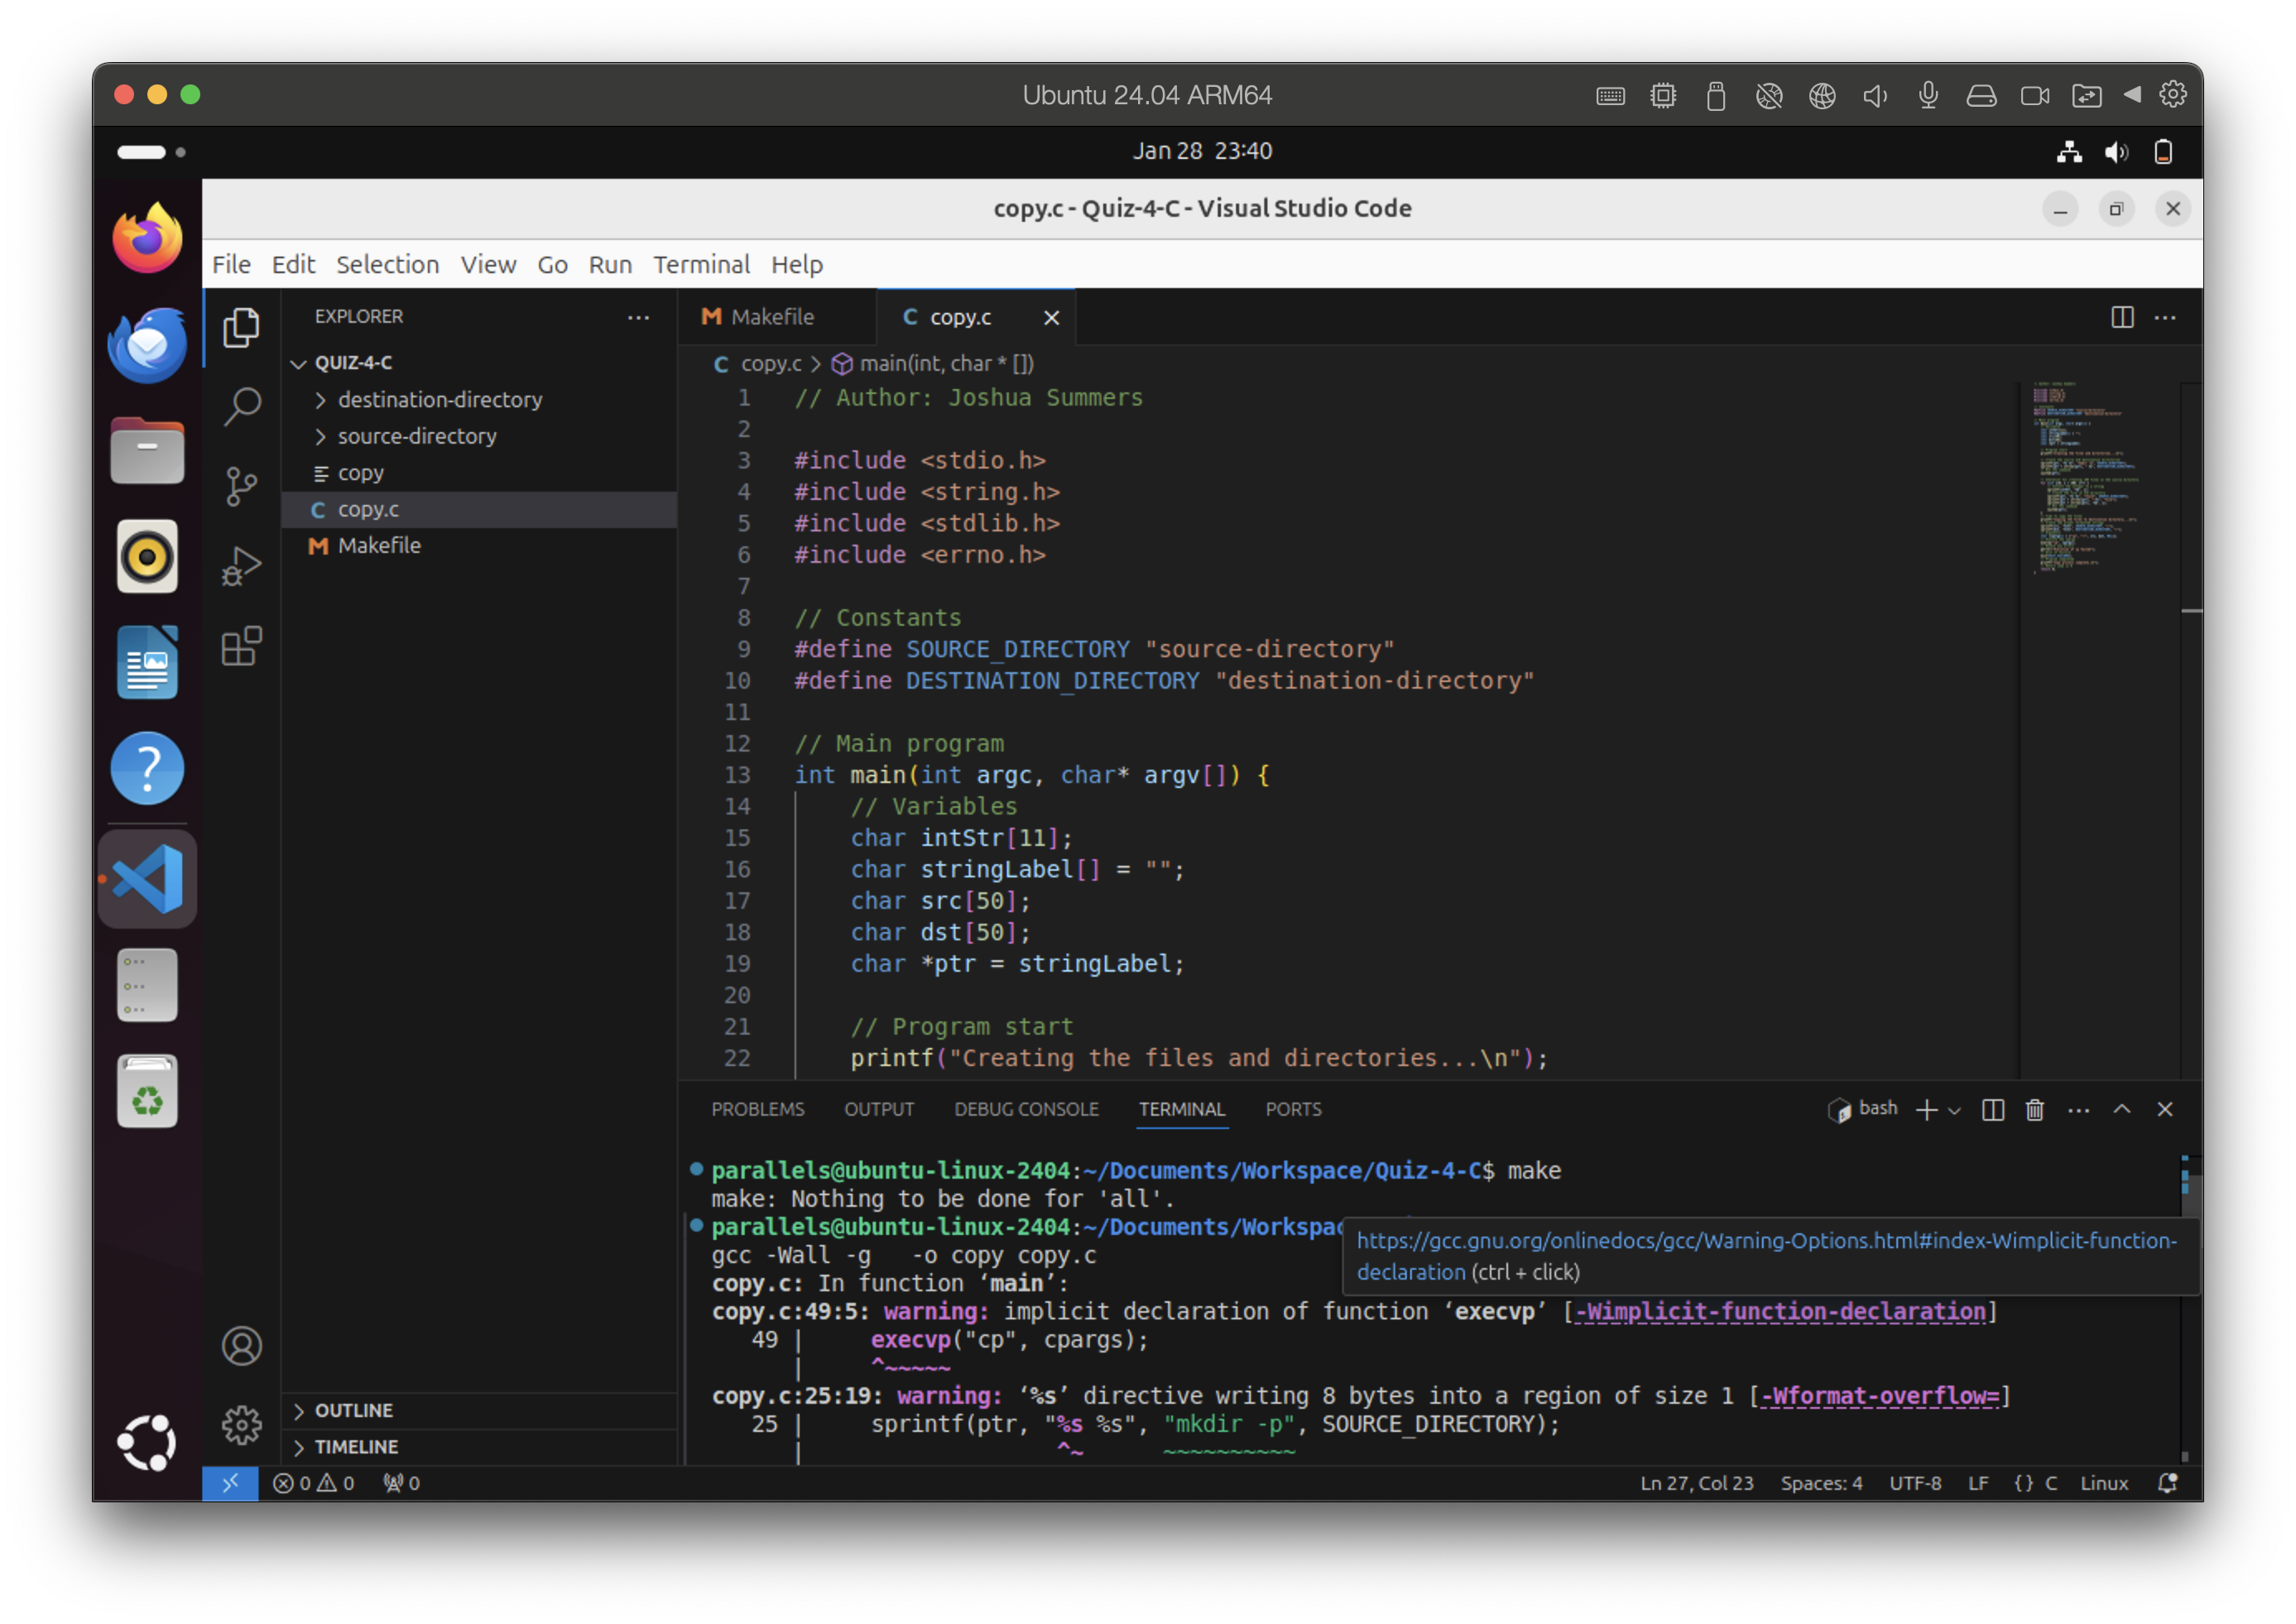 Ubuntu 24.04 ARM64
Jan 28 23:40
copy.c - Quiz-4-C - Visual Studio Code
File Edit Selection View Go Run Terminal Help
EXPLORER
QUIZ-4-C
destination-directory
source-directory
copy
C copy.c
M Makefile
OUTLINE
TIMELINE
M Makefile
C copy.c
C copy.c > main(int, char * [])
1 // Author: Joshua Summers
2
3 #include <stdio.h>
4 #include <string.h>
5 #include <stdlib.h>
6 #include <errno.h>
7
8 // Constants
9 #define SOURCE_DIRECTORY "source-directory"
10 #define DESTINATION_DIRECTORY "destination-directory"
11
12 // Main program
13 int main(int argc, char* argv[]) {
14 // Variables
15 char intStr[11];
16 char stringLabel[] = "";
17 char src[50];
18 char dst[50];
19 char *ptr = stringLabel;
20
21 // Program start
22 printf("Creating the files and directories...\n");
PROBLEMS OUTPUT DEBUG CONSOLE TERMINAL PORTS
bash
parallels@ubuntu-linux-2404:~/Documents/Workspace/Quiz-4-C$ make
make: Nothing to be done for 'all'.
parallels@ubuntu-linux-2404:~/Documents/Workspac
https://gcc.gnu.org/onlinedocs/gcc/Warning-Options.html#index-Wimplicit-function-
declaration (ctrl + click)
gcc -Wall -g -o copy copy.c
copy.c: In function ‘main’:
copy.c:49:5: warning: implicit declaration of function ‘execvp’ [-Wimplicit-function-declaration]
49 | execvp("cp", cpargs);
| ^~~~~~
copy.c:25:19: warning: ‘%s’ directive writing 8 bytes into a region of size 1 [-Wformat-overflow=]
25 | sprintf(ptr, "%s %s", "mkdir -p", SOURCE_DIRECTORY);
| ^~ ~~~~~~~~~~
0 0 0
Ln 27, Col 23 Spaces: 4 UTF-8 LF {} C Linux